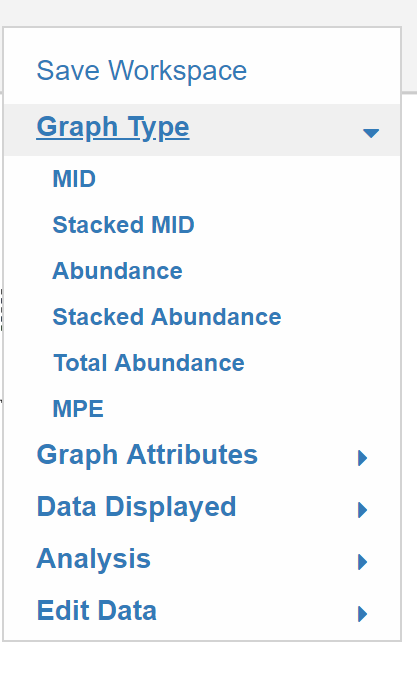 Save Workspace
Graph Type
MID
Stacked MID
Abundance
Stacked Abundance
Total Abundance
MPE
Graph Attributes
Data Displayed
Analysis
Edit Data